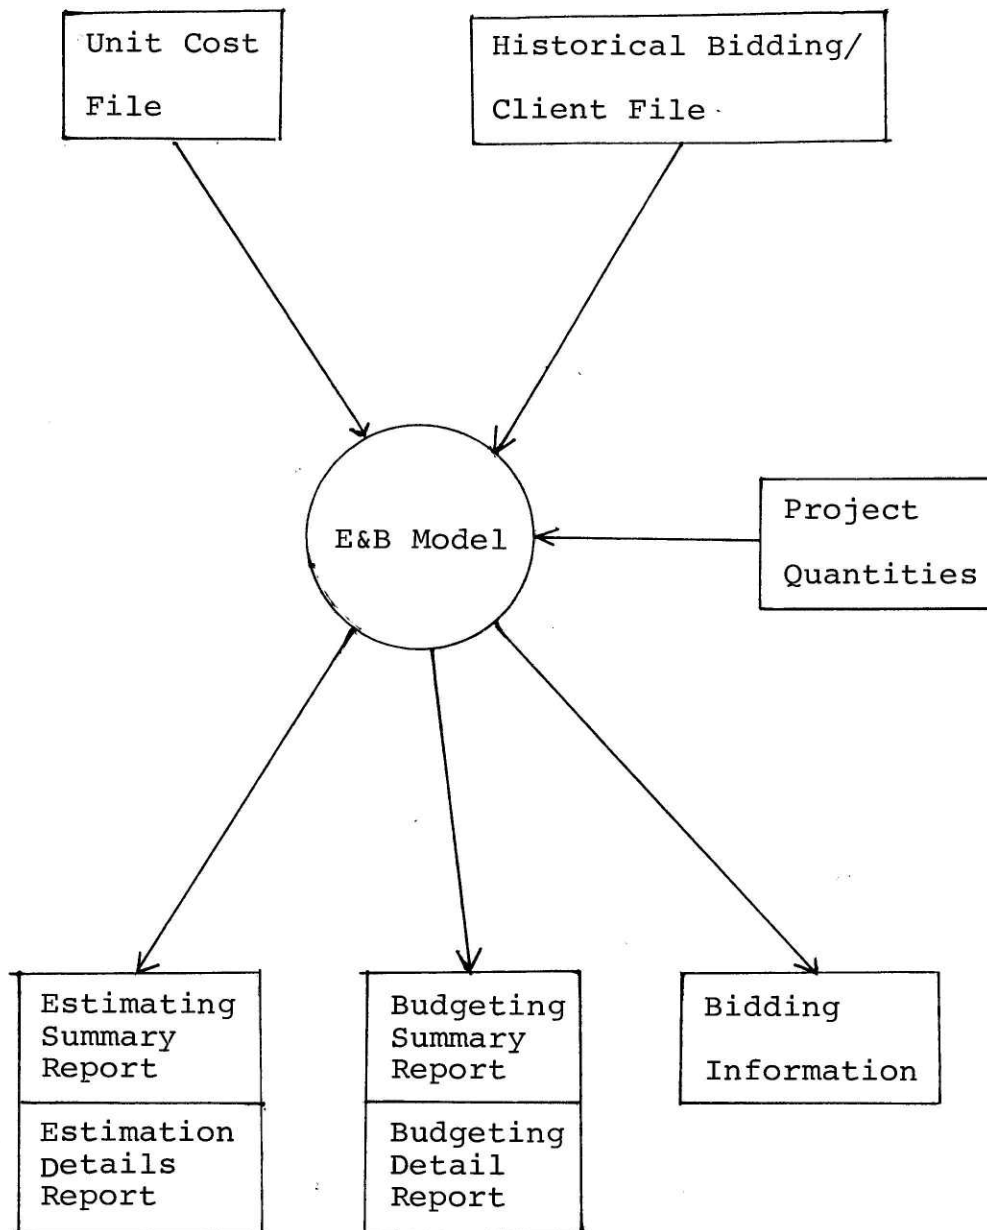 Unit Cost
File
Historical Bidding/
Client File
E&B Model
Project
Quantities
Estimating
Summary
Report
Estimation
Details
Report
Budgeting
Summary
Report
Budgeting
Detail
Report
Bidding
Information